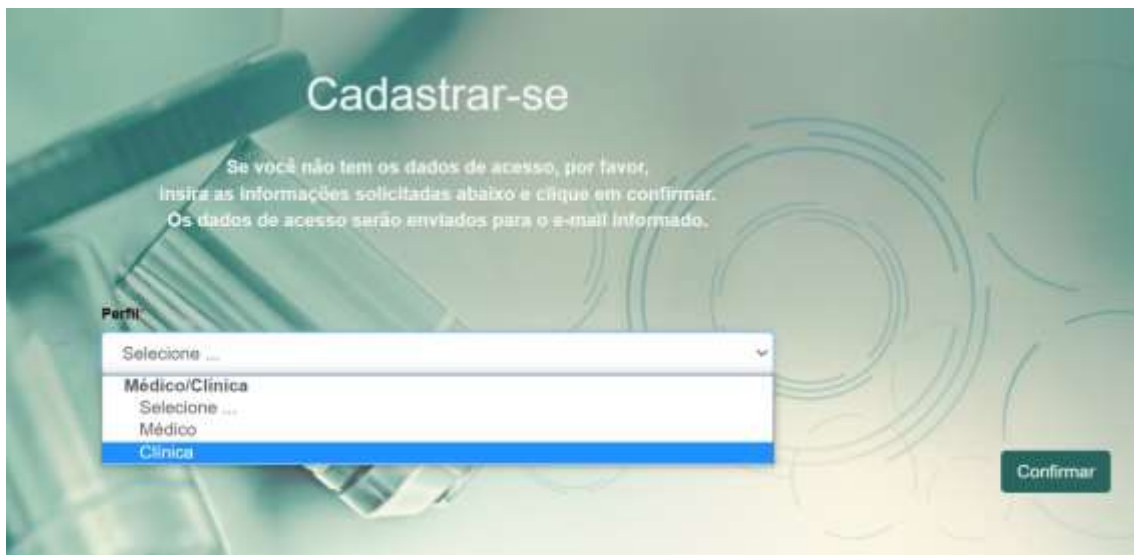 Cadastrar-se
Se você não tem os dados de acesso, por favor,
insira as informações solicitadas abaixo e clique em confirmar.
Os dados de acesso serão enviados para o e-mail informado.
Perfil*
Selecione ...
Médico/Clínica
Selecione ...
Médico
Clínica
Confirmar